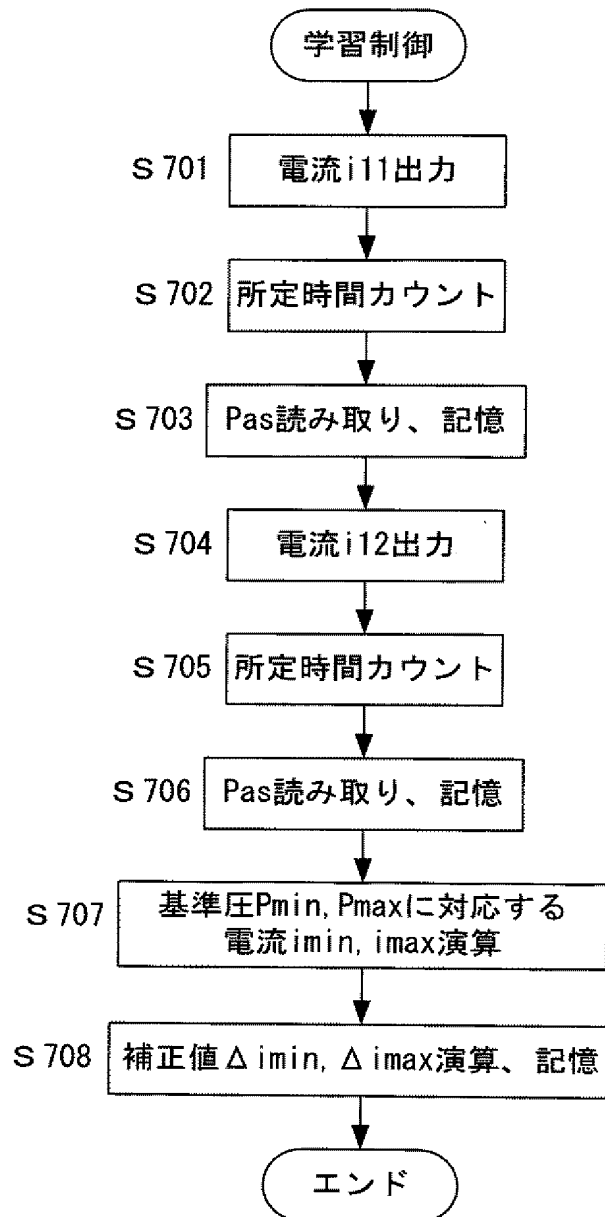 学習制御
S 701 電流i11出力
S 702 所定時間カウント
S 703 Pas読み取り、記憶
S 704 電流i12出力
S 705 所定時間カウント
S 706 Pas読み取り、記憶
S 707 基準圧Pmin, Pmaxに対応する
電流imin, imax演算
S 708 補正値Δimin, Δimax演算、記憶
エンド